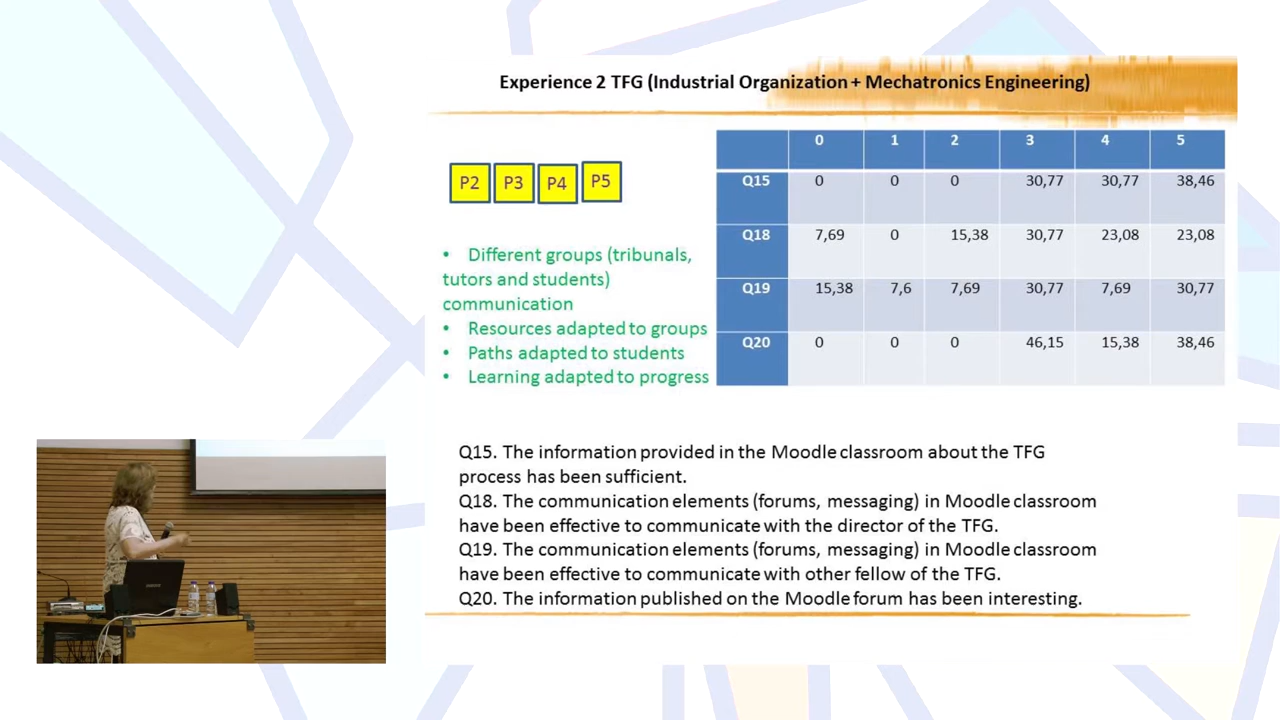 Experience 2 TFG (Industrial Organization + Mechatronics Engineering)
P2 P3 P4 P5
• Different groups (tribunals,
tutors and students)
communication
• Resources adapted to groups
• Paths adapted to students
• Learning adapted to progress
0 1 2 3 4 5
Q15 0 0 0 30,77 30,77 38,46
Q18 7,69 0 15,38 30,77 23,08 23,08
Q19 15,38 7,6 7,69 30,77 7,69 30,77
Q20 0 0 0 46,15 15,38 38,46
Q15. The information provided in the Moodle classroom about the TFG
process has been sufficient.
Q18. The communication elements (forums, messaging) in Moodle classroom
have been effective to communicate with the director of the TFG.
Q19. The communication elements (forums, messaging) in Moodle classroom
have been effective to communicate with other fellow of the TFG.
Q20. The information published on the Moodle forum has been interesting.